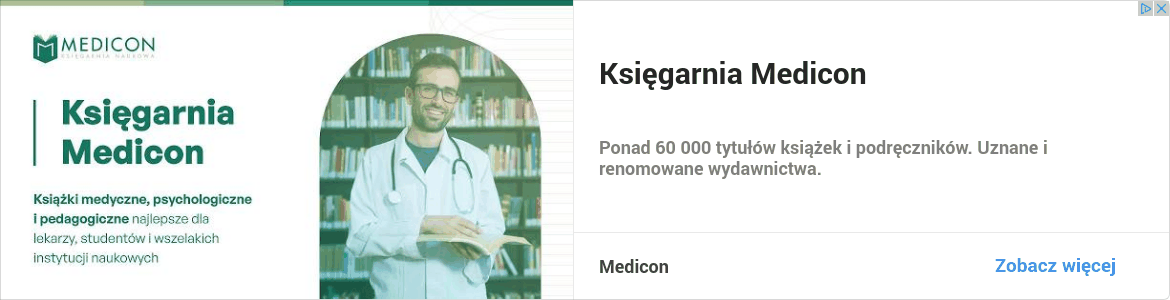 MEDICON
KSIĘGARNIA NAUKOWA
Księgarnia
Medicon
Książki medyczne, psychologiczne
i pedagogiczne najlepsze dla
lekarzy, studentów i wszelakich
instytucji naukowych
Księgarnia Medicon
Ponad 60 000 tytułów książek i podręczników. Uznane i
renomowane wydawnictwa.
Medicon
Zobacz więcej